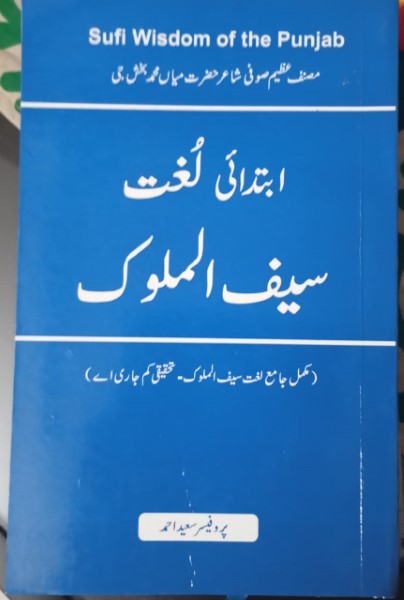 Sufi Wisdom of the Punjab
مصنف عظیم صوفی شاعر حضرت میاں محمد بخش جی
ابتدائی لُغت
سیف الملوک
(مکمل جامع لغت سیف الملوک - تحقیقی کم جاری اے)
پروفیسر سعید احمد